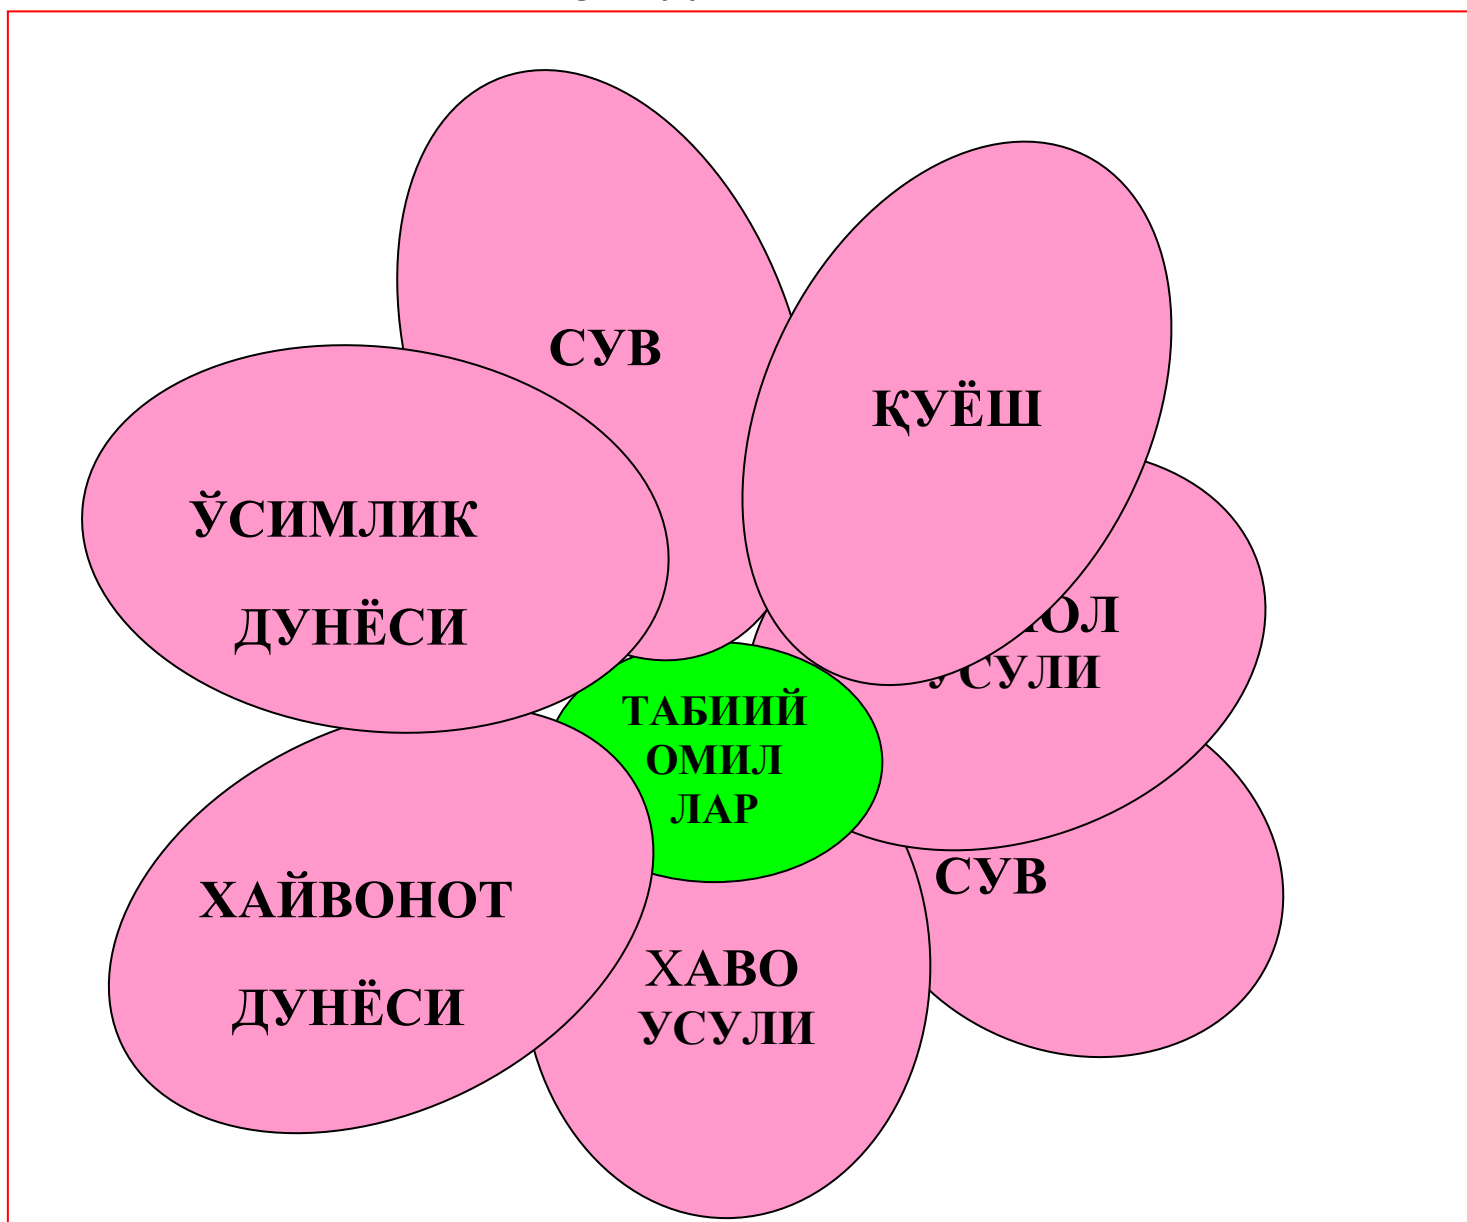 СУВ
ҚУЁШ
ЎСИМЛИК
ДУНЁСИ
УСУЛИ
ТАБИИЙ
ОМИЛ
ЛАР
СУВ
ХАЙВОНОТ
ДУНЁСИ
ХАВО
УСУЛИ